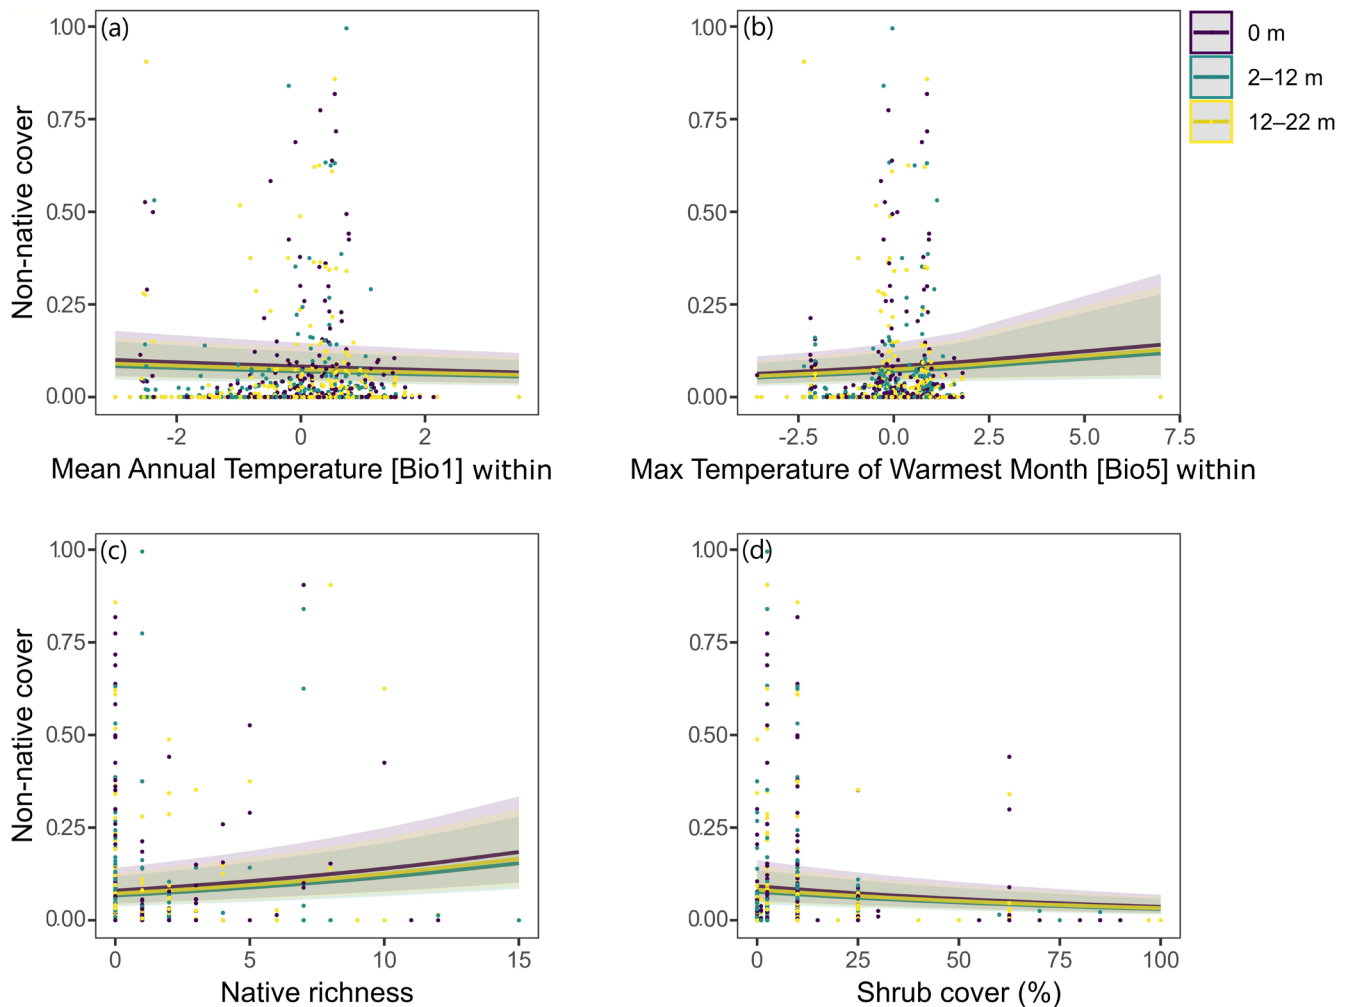 (a)
1.00
0.75
0.50
0.25
0.00
Non-native cover
-2
0
2
Mean Annual Temperature [Bio1] within
(b)
1.00
0.75
0.50
0.25
0.00
-2.5
0.0
2.5
5.0
7.5
Max Temperature of Warmest Month [Bio5] within
0 m
2–12 m
12–22 m
(c)
1.00
0.75
0.50
0.25
0.00
Non-native cover
0
5
10
15
Native richness
(d)
1.00
0.75
0.50
0.25
0.00
0
25
50
75
100
Shrub cover (%)